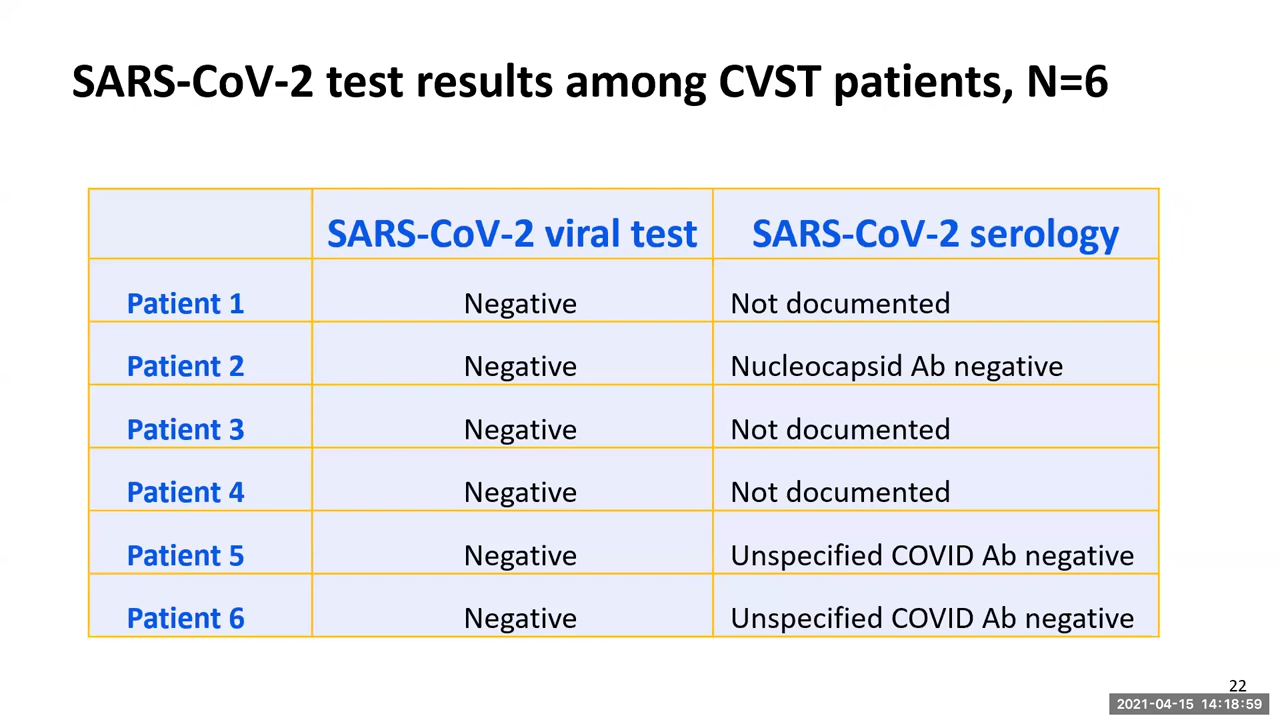 SARS-CoV-2 test results among CVST patients, N=6
SARS-CoV-2 viral test SARS-CoV-2 serology
Patient 1 Negative Not documented
Patient 2 Negative Nucleocapsid Ab negative
Patient 3 Negative Not documented
Patient 4 Negative Not documented
Patient 5 Negative Unspecified COVID Ab negative
Patient 6 Negative Unspecified COVID Ab negative
22
2021-04-15 14:18:59